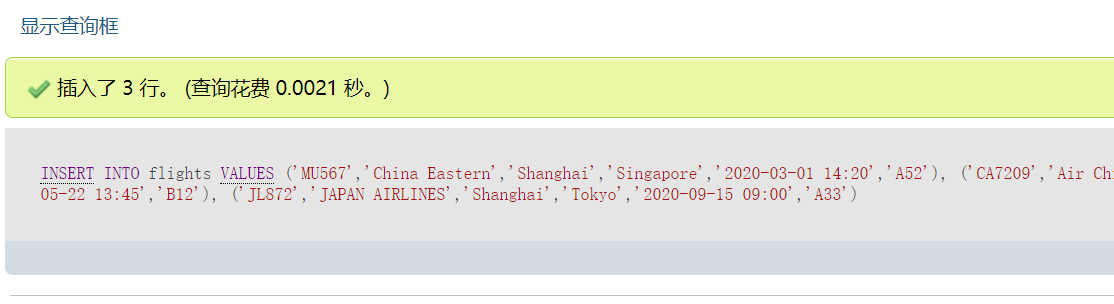 显示查询框
插入了 3 行。 (查询花费 0.0021 秒。)
INSERT INTO flights VALUES ('MU567','China Eastern','Shanghai','Singapore','2020-03-01 14:20','A52'), ('CA7209','Air
05-22 13:45','B12'), ('JL872','JAPAN AIRLINES','Shanghai','Tokyo','2020-09-15 09:00','A33')